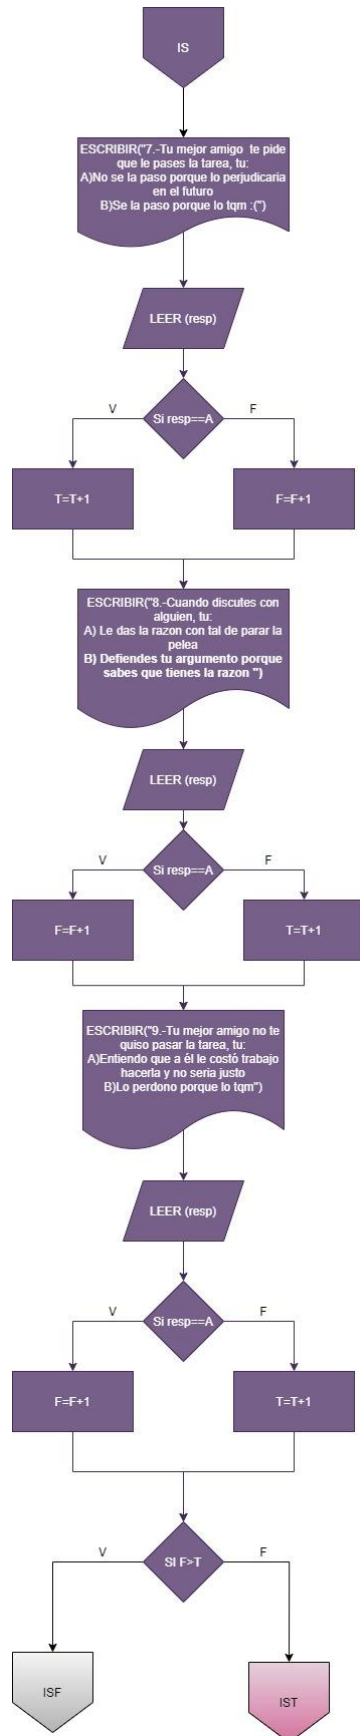 IS
ESCRIBIR("7.-Tu mejor amigo te pide
que le pases la tarea, tu:
A)No se la paso porque lo perjudicaria
en el futuro
B)Se la paso porque lo tqm :(")
LEER (resp)
V
Si resp==A
F
T=T+1
F=F+1
ESCRIBIR("8.-Cuando discutes con
alguien, tu:
A) Le das la razon con tal de parar la
pelea
B) Defiendes tu argumento porque
sabes que tienes la razon ")
LEER (resp)
V
Si resp==A
F
F=F+1
T=T+1
ESCRIBIR("9.-Tu mejor amigo no te
quiso pasar la tarea, tu:
A)Entiendo que a él le costó trabajo
hacerla y no seria justo
B)Lo perdono porque lo tqm")
LEER (resp)
V
Si resp==A
F
F=F+1
T=T+1
V
SI F>T
F
ISF
IST